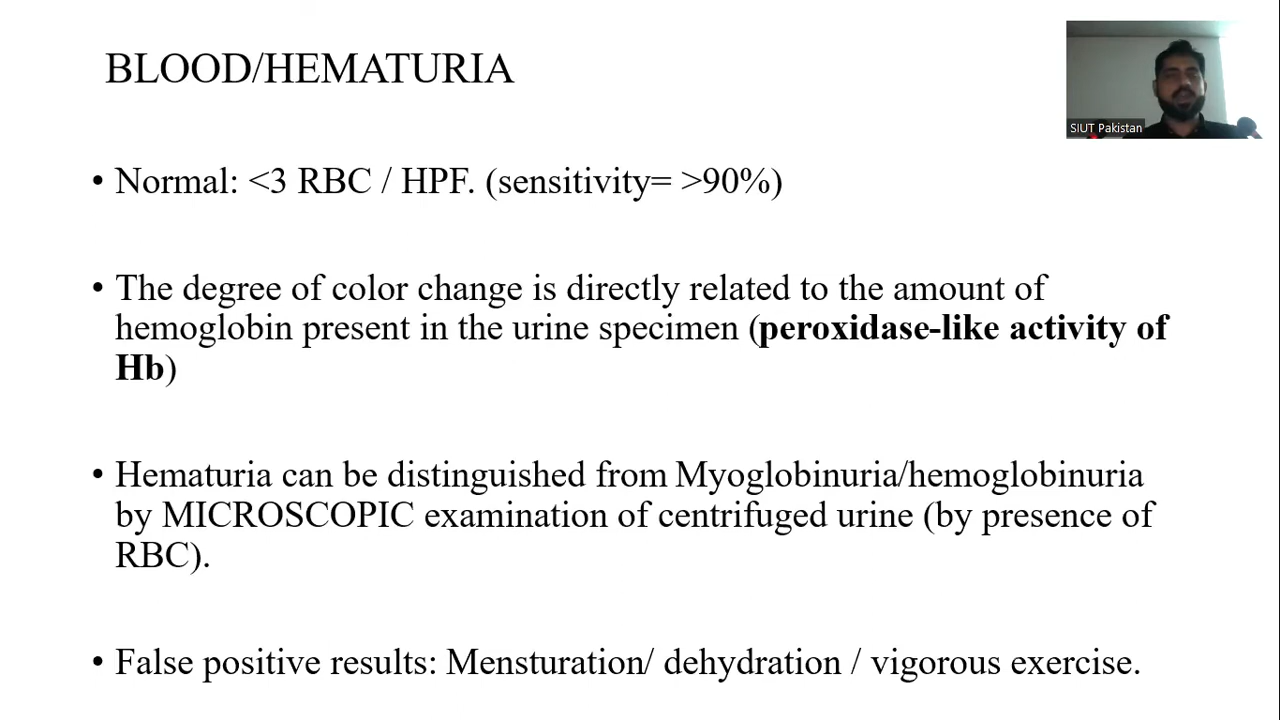 BLOOD/HEMATURIA
SIUT Pakistan
• Normal: <3 RBC / HPF. (sensitivity= >90%)
• The degree of color change is directly related to the amount of
hemoglobin present in the urine specimen (peroxidase-like activity of
Hb)
• Hematuria can be distinguished from Myoglobinuria/hemoglobinuria
by MICROSCOPIC examination of centrifuged urine (by presence of
RBC).
• False positive results: Mensturation/ dehydration / vigorous exercise.